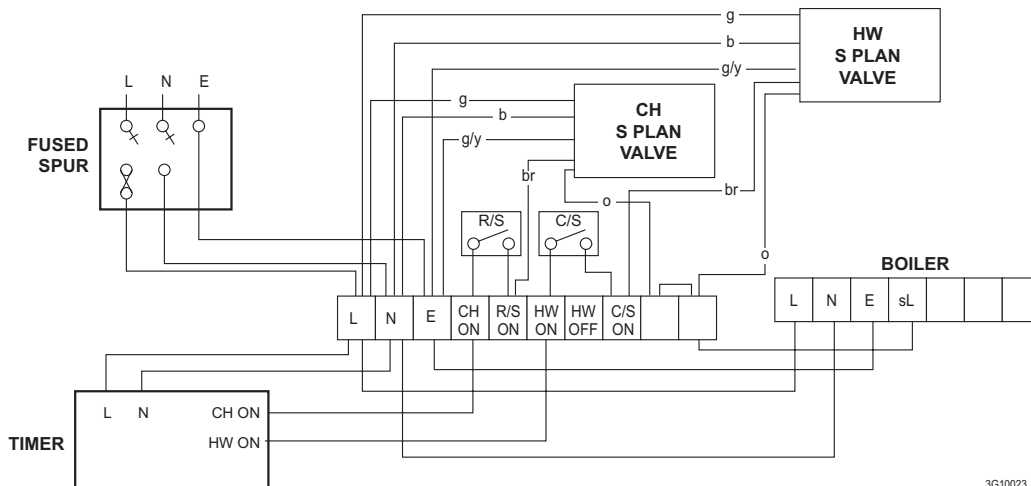 g
b
g/y
br
o
HW
S PLAN
VALVE
L N E
FUSED
SPUR
g
b
g/y
br
o
CH
S PLAN
VALVE
R/S
C/S
BOILER
L N E sL
L N E CH ON R/S ON HW ON HW OFF C/S ON
TIMER
L N CH ON
HW ON
3G10023